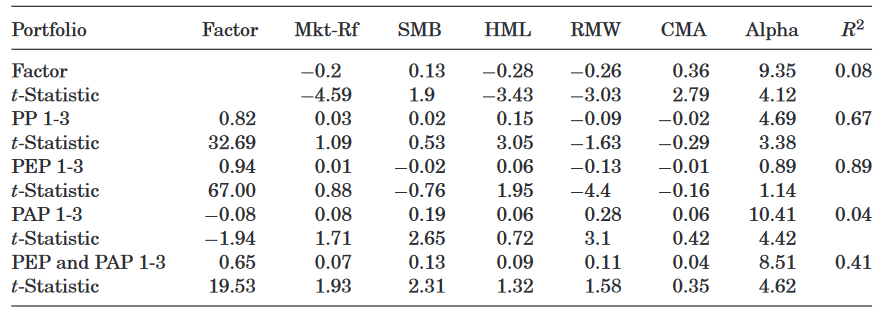 Portfolio Factor Mkt-Rf SMB HML RMW CMA Alpha R²
Factor −0.2 0.13 −0.28 −0.26 0.36 9.35 0.08
t-Statistic −4.59 1.9 −3.43 −3.03 2.79 4.12
PP 1-3 0.82 0.03 0.02 0.15 −0.09 −0.02 4.69 0.67
t-Statistic 32.69 1.09 0.53 3.05 −1.63 −0.29 3.38
PEP 1-3 0.94 0.01 −0.02 0.06 −0.13 −0.01 0.89 0.89
t-Statistic 67.00 0.88 −0.76 1.95 −4.4 −0.16 1.14
PAP 1-3 −0.08 0.08 0.19 0.06 0.28 0.06 10.41 0.04
t-Statistic −1.94 1.71 2.65 0.72 3.1 0.42 4.42
PEP and PAP 1-3 0.65 0.07 0.13 0.09 0.11 0.04 8.51 0.41
t-Statistic 19.53 1.93 2.31 1.32 1.58 0.35 4.62